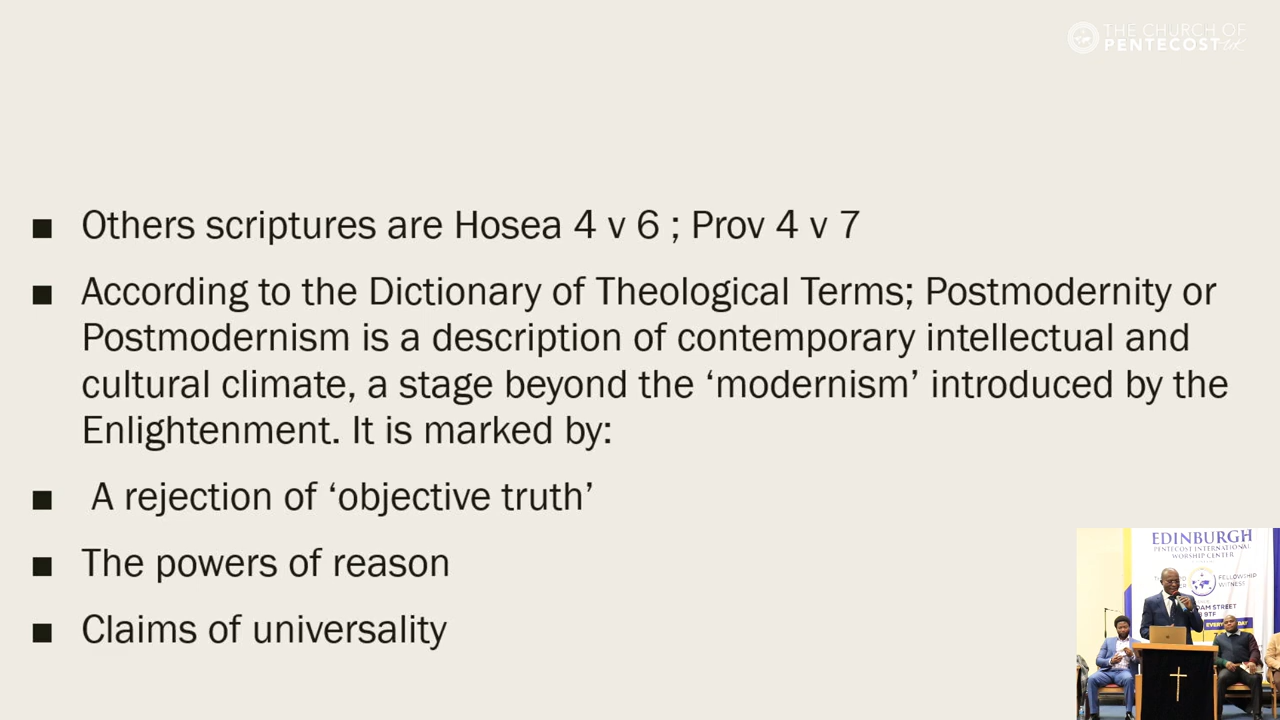 THE CHURCH OF
PENTECOST UK
■ Others scriptures are Hosea 4 v 6 ; Prov 4 v 7
■ According to the Dictionary of Theological Terms; Postmodernity or
Postmodernism is a description of contemporary intellectual and
cultural climate, a stage beyond the ‘modernism’ introduced by the
Enlightenment. It is marked by:
■ A rejection of ‘objective truth’
■ The powers of reason
■ Claims of universality
EDINBURGH
PENTECOST INTERNATIONAL
WORSHIP CENTER
FELLOWSHIP
WITNESS
DAM STREET
9TF